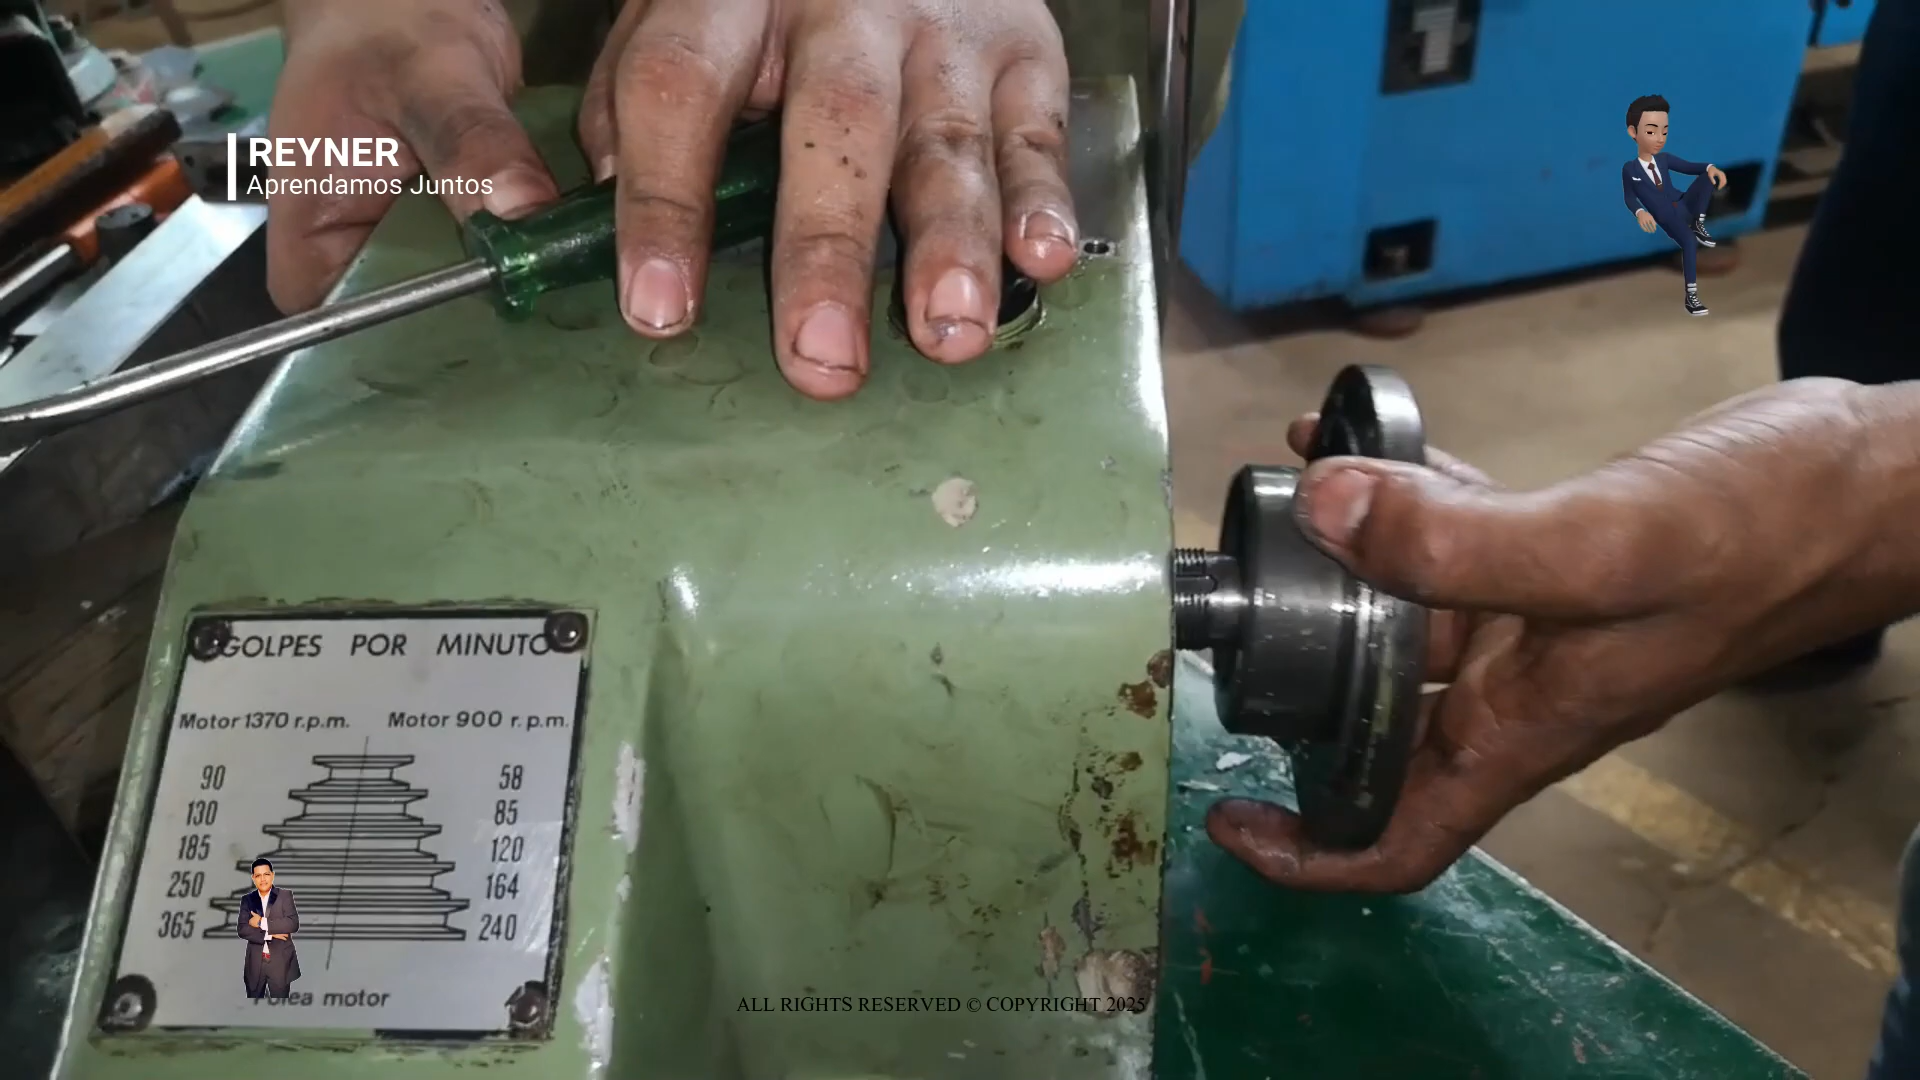 REYNER
Aprendamos Juntos
GOLPES POR MINUTO
Motor 1370 r.p.m. Motor 900 r.p.m.
90 58
130 85
185 120
250 164
365 240
Polea motor
ALL RIGHTS RESERVED © COPYRIGHT 2025